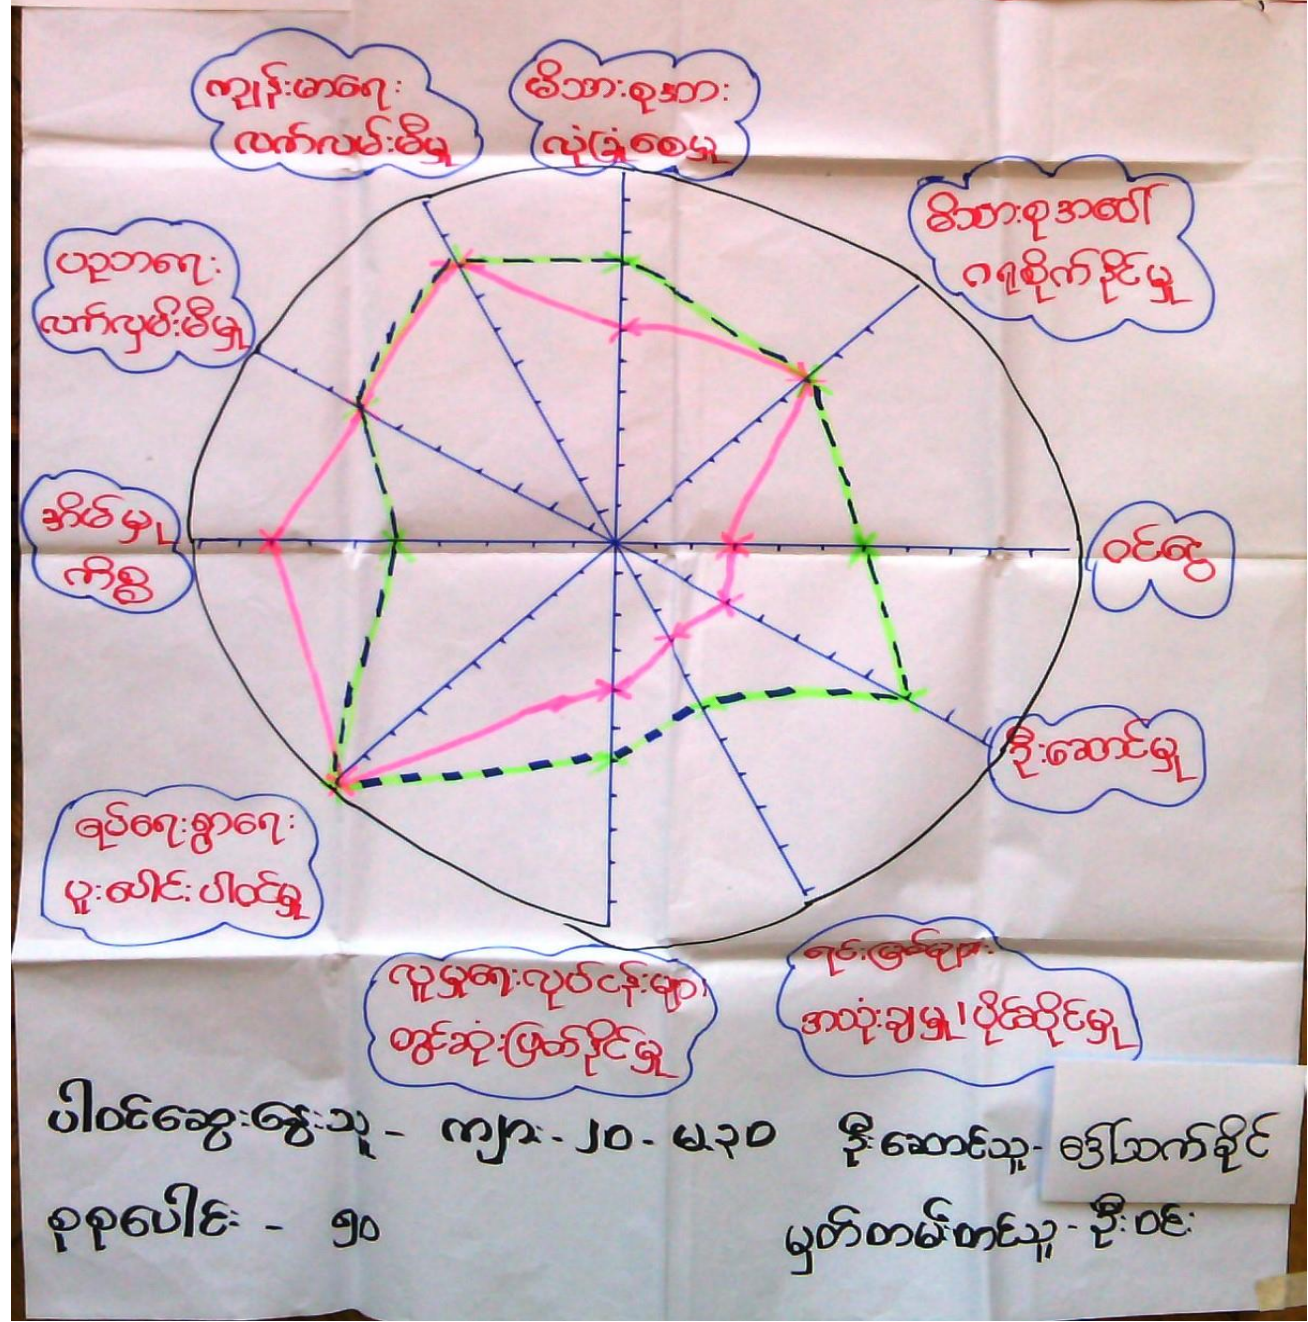 ကျန်းမာရေး
လက်လှမ်းမီမှု
မိသားစုအား
လုံခြုံစေမှု
မိသားစုအပေါ်
ဂရုစိုက်နိုင်မှု
ပညာရေး
လက်လှမ်းမီမှု
အိမ်မှု
ကိစ္စ
ဝင်ငွေ
ဦးဆောင်မှု
ရပ်ရေးရွာရေး
ပူးပေါင်းပါဝင်မှု
လူမှုရေးလုပ်ငန်းများ
တွင်ဆုံးဖြတ်နိုင်မှု
ရင်းမြစ်များ
အသုံးချမှု၊ ပိုင်ဆိုင်မှု
ပါဝင်ဆွေးနွေးသူ - ကျား - ၂၀ - မ ၃၀
ဦးဆောင်သူ - ဒေါ်သက်ခိုင်
စုစုပေါင်း - ၅၀
မှတ်တမ်းတင်သူ - ဦးဝင်း